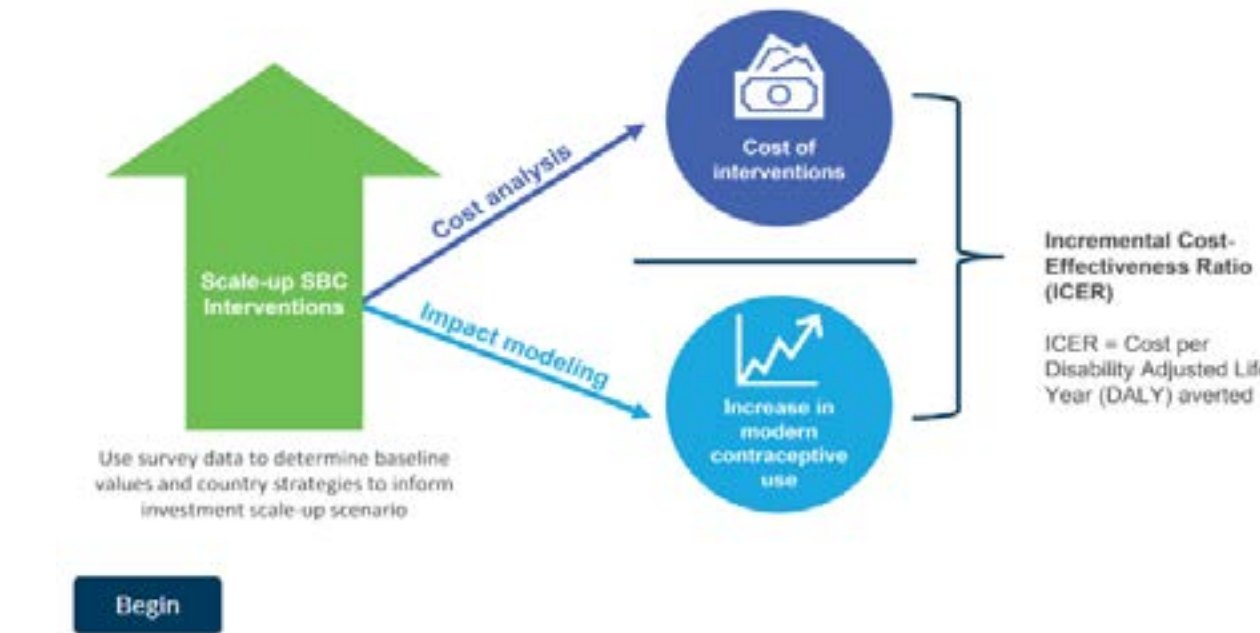 Cost of
interventions
Cost analysis
Scale-up SBC
Interventions
Impact modeling
Increase in
modern
contraceptive
use
Incremental Cost-
Effectiveness Ratio
(ICER)
ICER = Cost per
Disability Adjusted Life
Year (DALY) averted
Use survey data to determine baseline
values and country strategies to inform
investment scale-up scenario
Begin